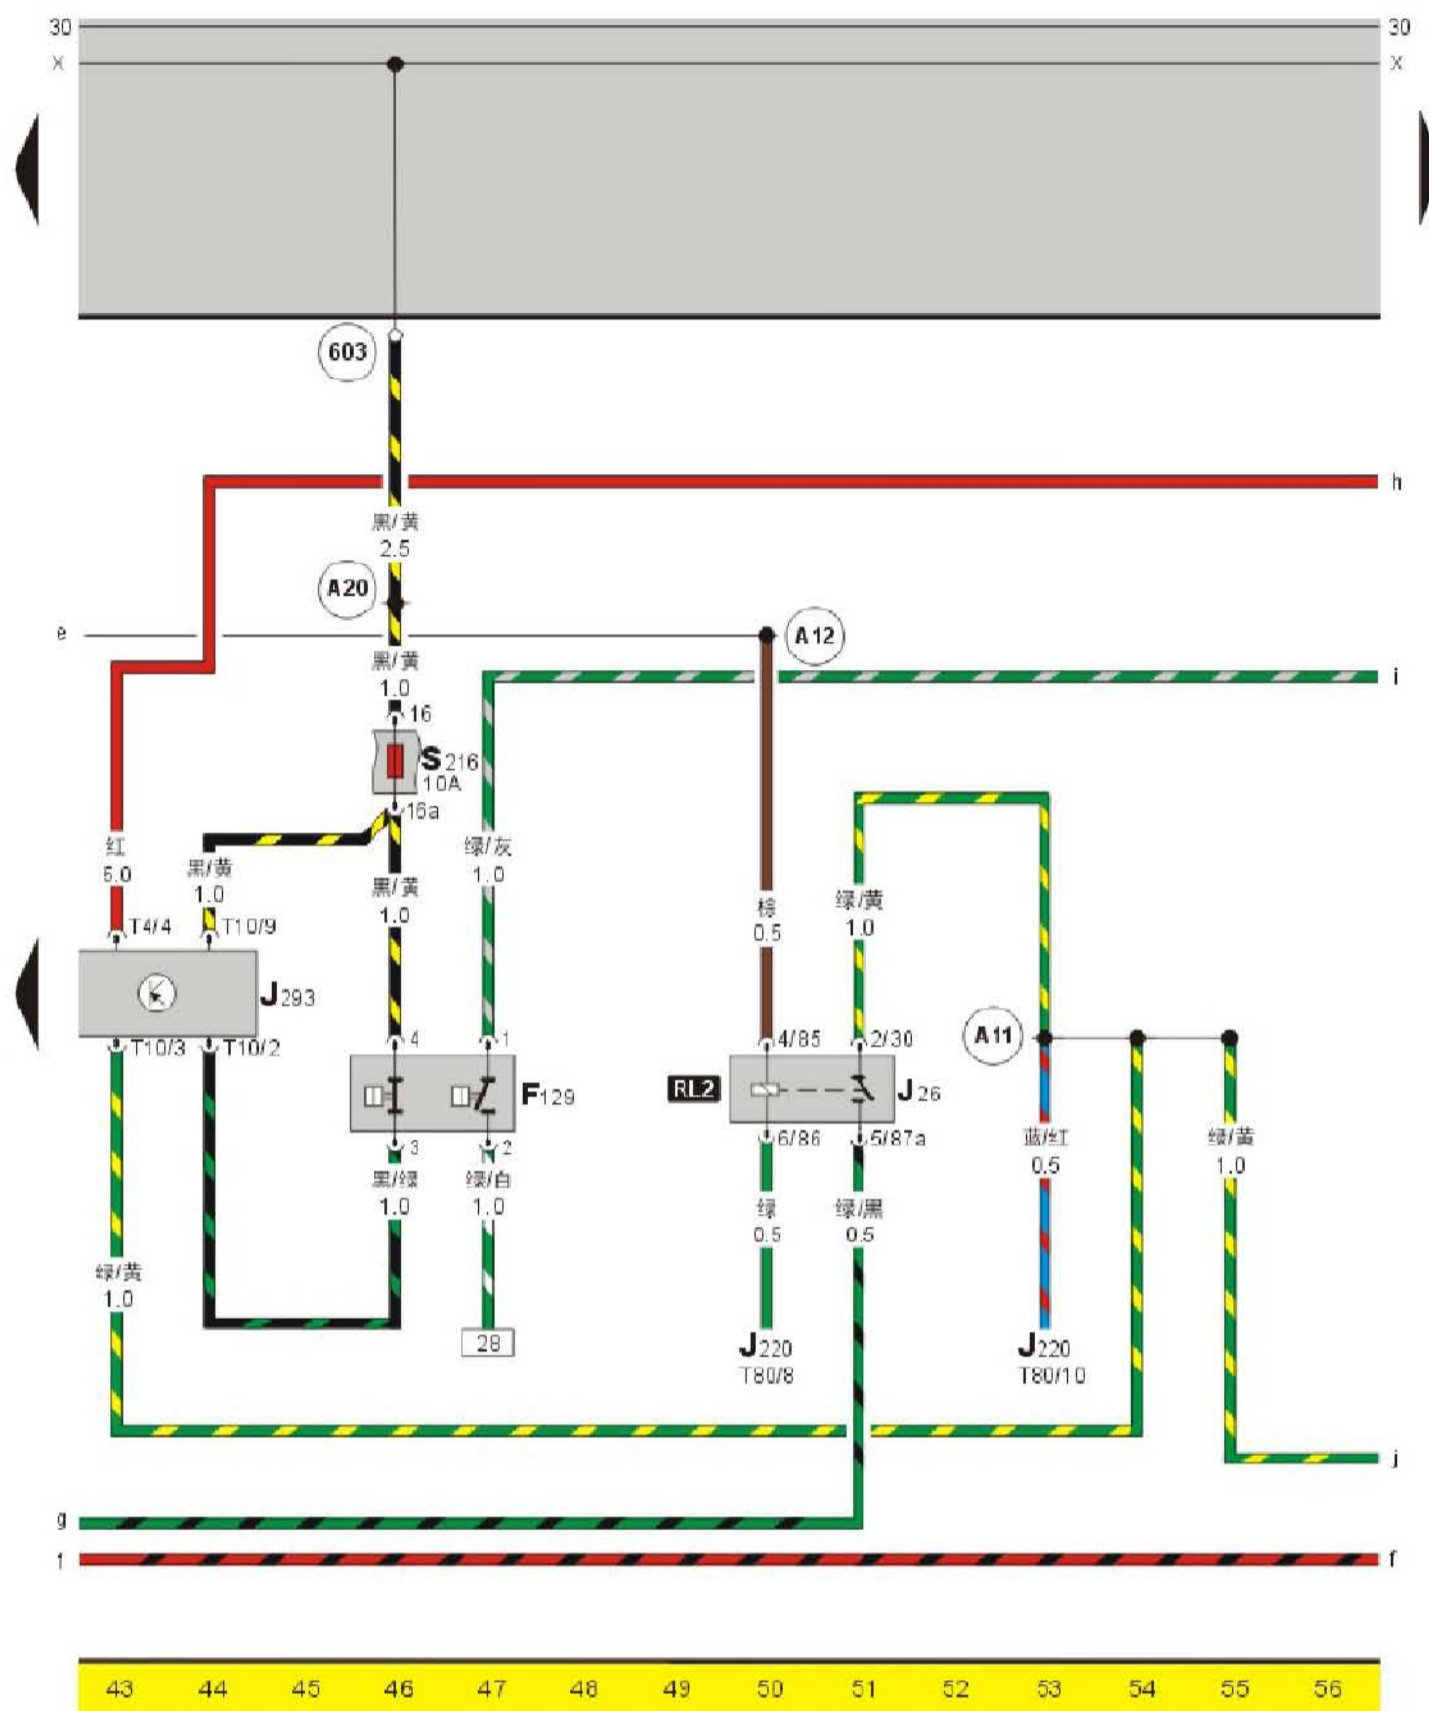 30 30
X X
603
h
黑/黄
2.5
A20
e
A12
黑/黄
1.0
i
16
S216
10A
16a
红
6.0
黑/黄
1.0
绿/灰
1.0
黑/黄
1.0
棕
0.5
绿/黄
1.0
T4/4 T10/9
J293
T10/3 T10/2
4 1
F129
3 2
4/85 2/30
RL2
J26
6/86 5/87a
A11
黑/绿
1.0
绿/白
1.0
绿
0.5
绿/黑
0.5
蓝/红
0.5
绿/黄
1.0
绿/黄
1.0
28
J220
T80/8
J220
T80/10
j
g
f f
43 44 45 46 47 48 49 50 51 52 53 54 55 56